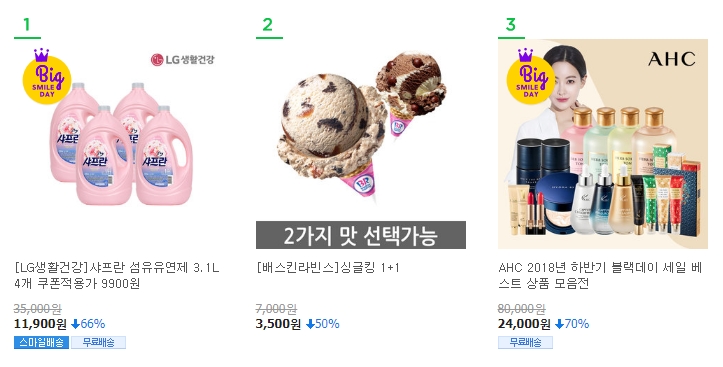 1
Big
SMILE
DAY
LG생활건강
샤프란
[LG생활건강]샤프란 섬유유연제 3.1L
4개 쿠폰적용가 9900원
35,000원
11,900원 66%
스마일배송 무료배송
2
BR
2가지 맛 선택가능
[배스킨라빈스]싱글킹 1+1
7,000원
3,500원 50%
3
Big
SMILE
DAY
AHC
AHC 2018년 하반기 블랙데이 세일 베
스트 상품 모음전
80,000원
24,000원 70%
무료배송